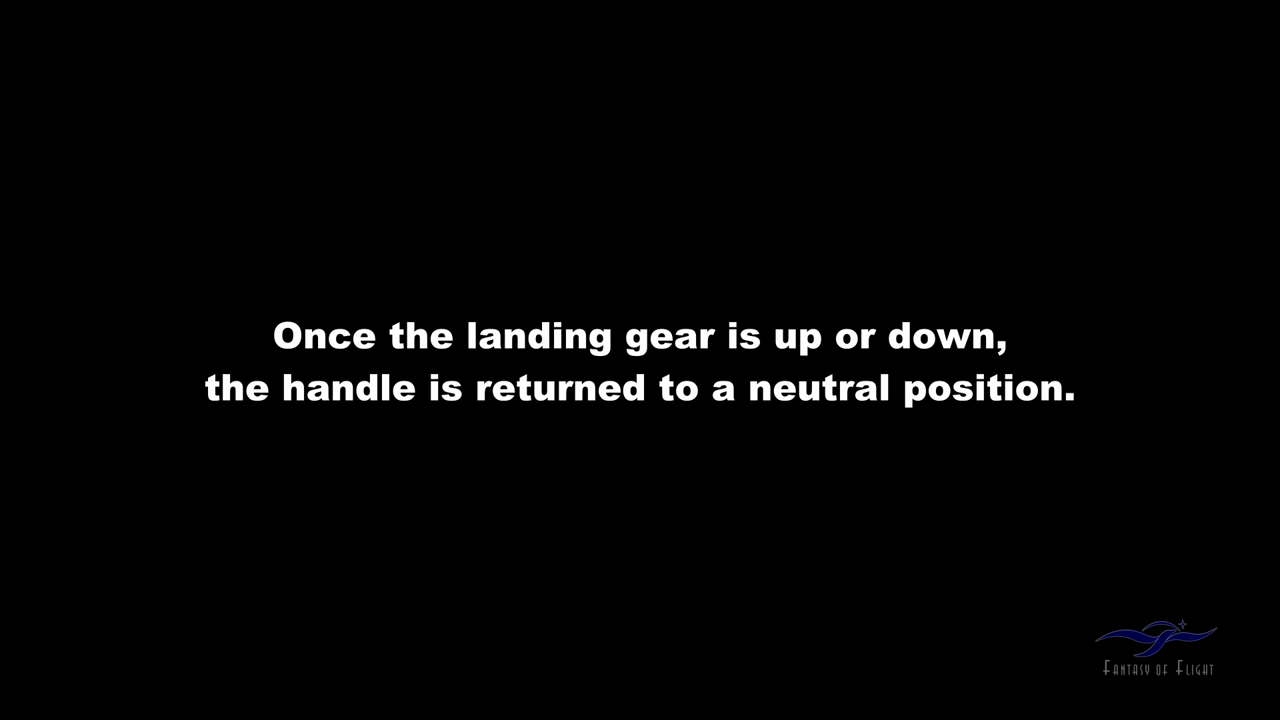 Once the landing gear is up or down,
the handle is returned to a neutral position.
FANTASY OF FLIGHT